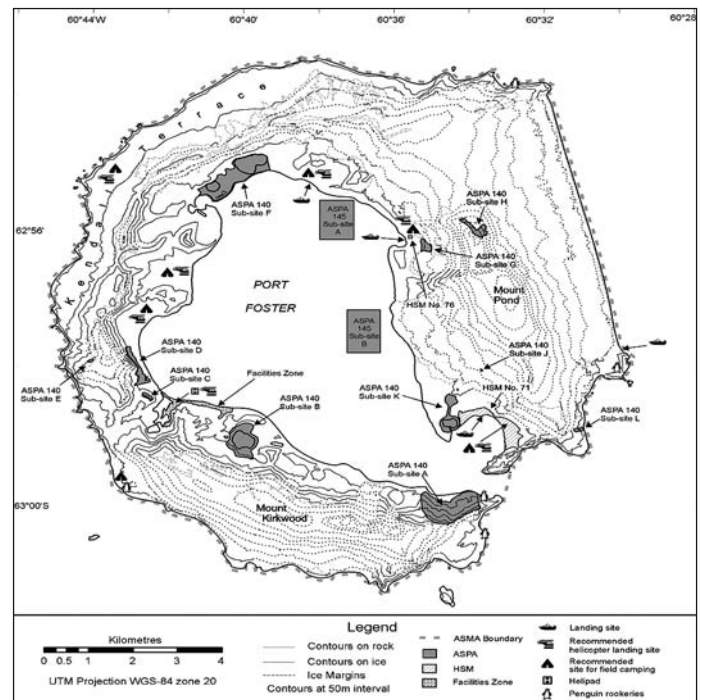 60°44'W
60°40'
60°35'
60°32'
60°28'
62°56'
63°00'S
Kendall Terrace
ASPA 140
Sub-site F
ASPA
145
Sub-site
A
ASPA 140
Sub-site H
ASPA 140
Sub-site G
HSM No. 76
PORT
FOSTER
Mount
Pond
ASPA
145
Sub-site
B
ASPA 140
Sub-site D
ASPA 140
Sub-site C
ASPA 140
Sub-site E
Facilities Zone
ASPA 140
Sub-site B
ASPA 140
Sub-site J
ASPA 140
Sub-site K
HSM No. 71
ASPA 140
Sub-site L
ASPA 140
Sub-site A
Mount
Kirkwood
H
Kilometres
0 0.5 1 2 3 4
UTM Projection WGS-84 zone 20
Legend
Contours on rock
Contours on ice
Ice Margins
Contours at 50m interval
ASMA Boundary
ASPA
HSM
Facilities Zone
Landing site
Recommended
helicopter landing site
Recommended
site for field camping
H
Helipad
Penguin rookeries